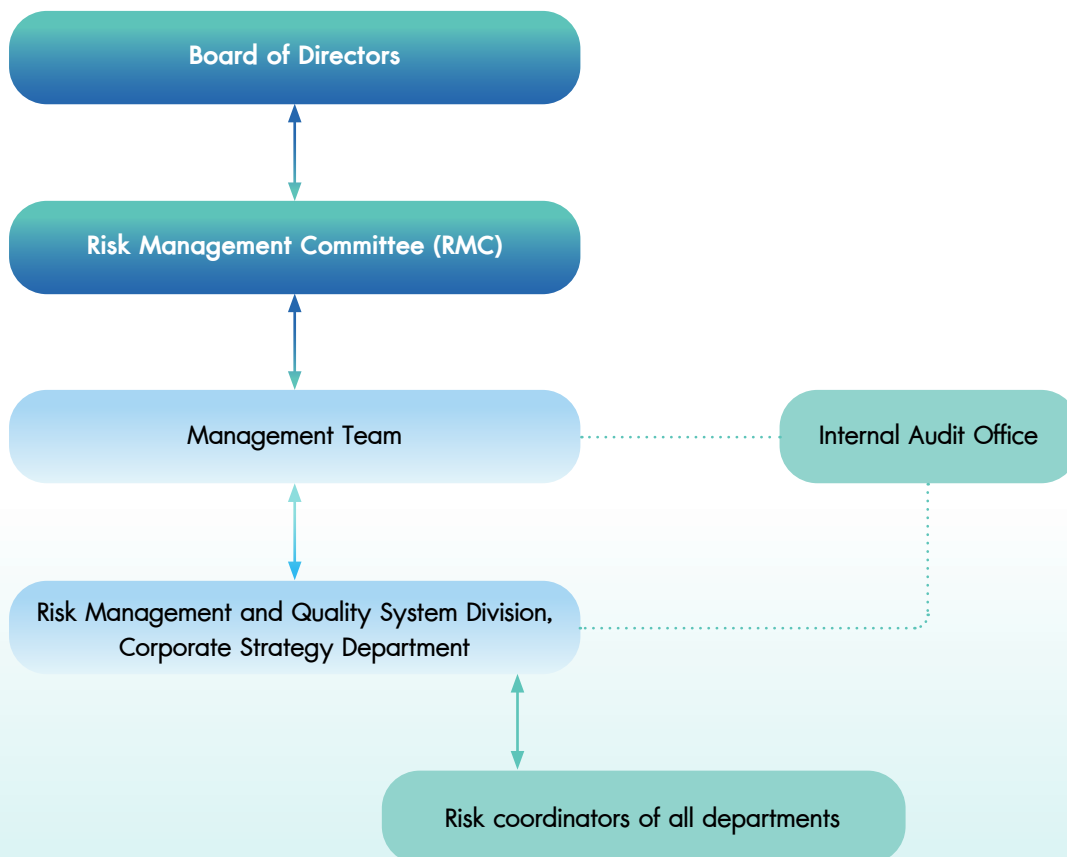 Board of Directors
Risk Management Committee (RMC)
Management Team
Internal Audit Office
Risk Management and Quality System Division,
Corporate Strategy Department
Risk coordinators of all departments